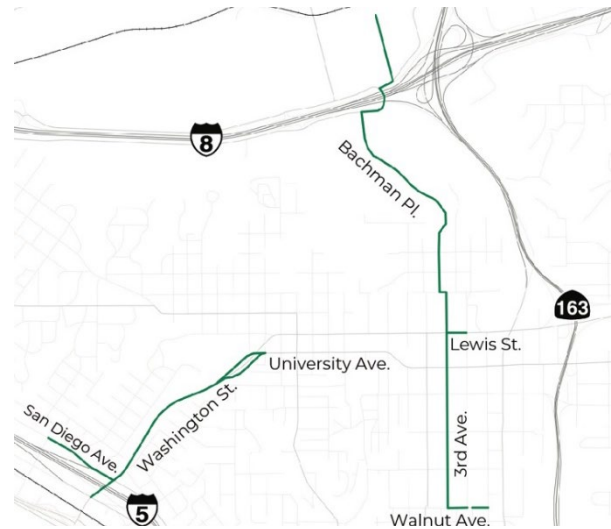 8
Bachman Pl.
163
Lewis St.
University Ave.
Washington St.
San Diego Ave.
3rd Ave.
5
Walnut Ave.